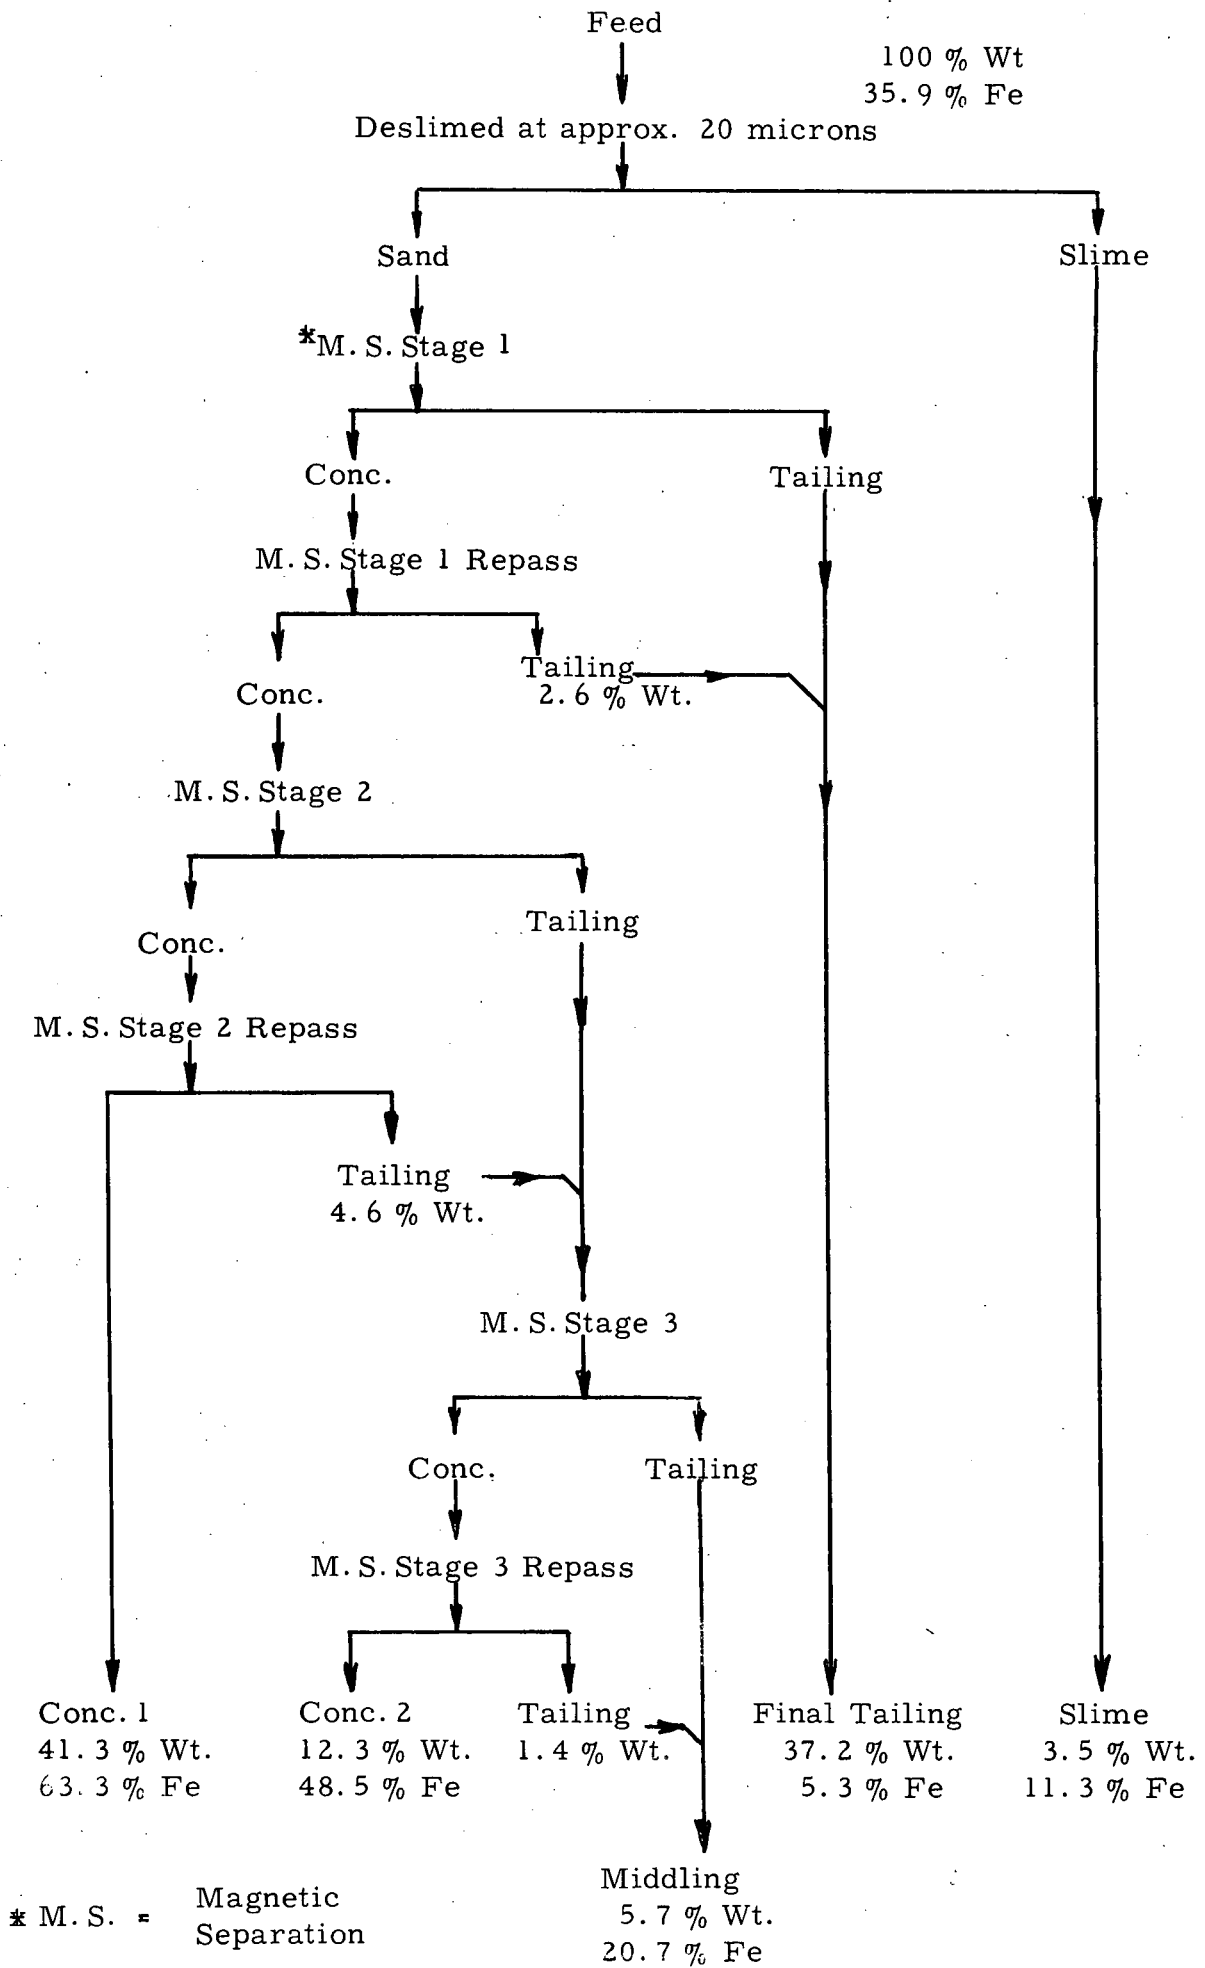 Feed
100 % Wt
35.9 % Fe
Deslimed at approx. 20 microns
Sand
Slime
*M.S. Stage 1
Conc.
Tailing
M.S. Stage 1 Repass
Tailing
2.6 % Wt.
Conc.
M.S. Stage 2
Tailing
Conc.
M.S. Stage 2 Repass
Tailing
4.6 % Wt.
M.S. Stage 3
Conc.
Tailing
M.S. Stage 3 Repass
Conc. 1
41.3 % Wt.
63.3 % Fe
Conc. 2
12.3 % Wt.
48.5 % Fe
Tailing
1.4 % Wt.
Final Tailing
37.2 % Wt.
5.3 % Fe
Slime
3.5 % Wt.
11.3 % Fe
Middling
5.7 % Wt.
20.7 % Fe
* M.S. = Magnetic
Separation